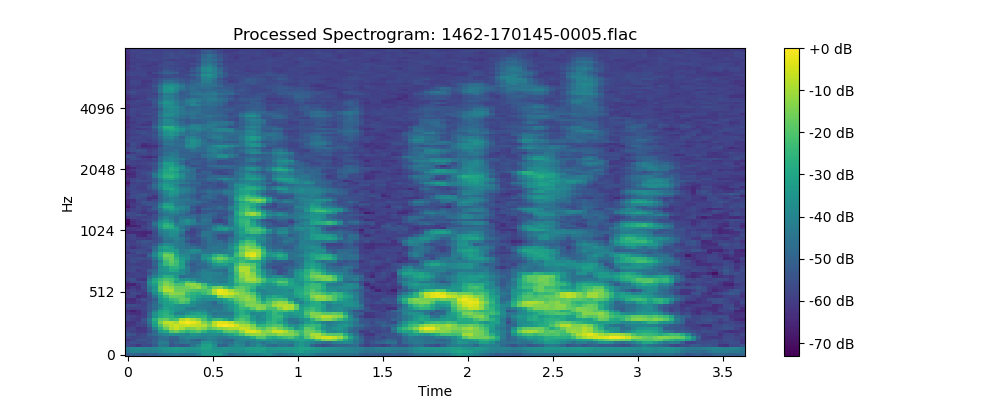 Processed Spectrogram: 1462-170145-0005.flac
+0 dB
-10 dB
-20 dB
-30 dB
-40 dB
-50 dB
-60 dB
-70 dB
Hz
4096
2048
1024
512
0
0 0.5 1 1.5 2 2.5 3 3.5
Time